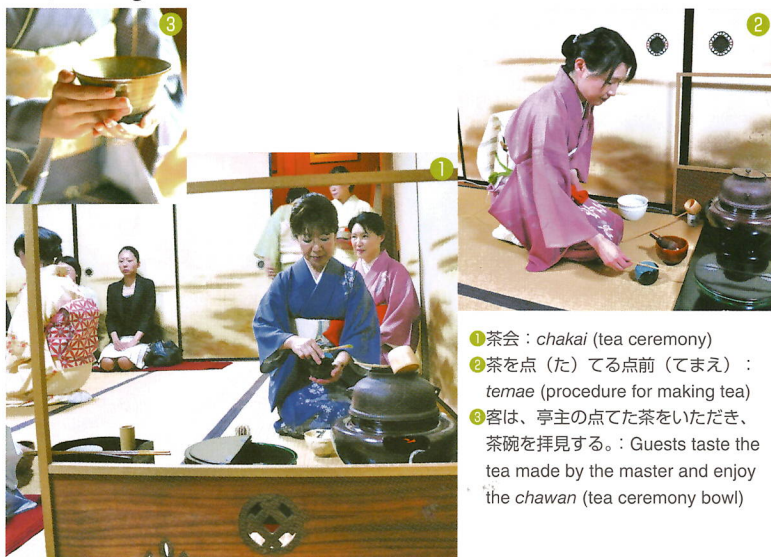 3
2
1
❶茶会：chakai (tea ceremony)
❷茶を点（た）てる点前（てまえ）：
temae (procedure for making tea)
❸客は、亭主の点てた茶をいただき、
茶碗を拝見する。：Guests taste the
tea made by the master and enjoy
the chawan (tea ceremony bowl)